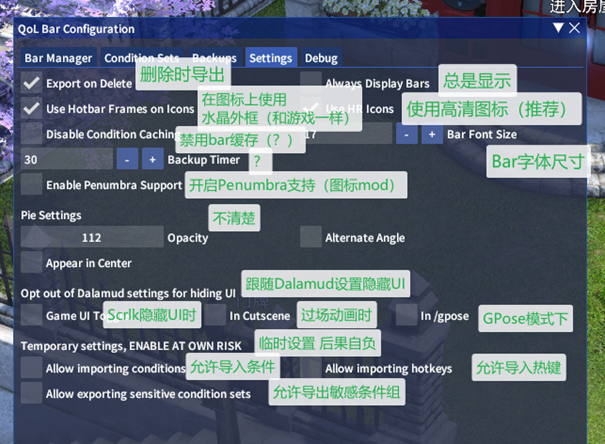 进入房屋
QoL Bar Configuration
Bar Manager Condition Sets Backups Settings Debug
删除时导出
Export on Delete
Always Display Bars
总是显示
在图标上使用
水晶外框（和游戏一样）
Use Hotbar Frames on Icons
Use HR Icons
使用高清图标（推荐）
Disable Condition Caching
禁用bar缓存（？）
17 - + Bar Font Size
30 - + Backup Timer
？
Bar字体尺寸
Enable Penumbra Support
开启Penumbra支持（图标mod）
Pie Settings
不清楚
112 Opacity
Alternate Angle
Appear in Center
跟随Dalamud设置隐藏UI
Opt out of Dalamud settings for hiding UI
Game UI To
Scrlk隐藏UI时
In Cutscene
过场动画时
In /gpose
GPose模式下
Temporary settings, ENABLE AT OWN RISK
临时设置 后果自负
Allow importing conditions
允许导入条件
Allow importing hotkeys
允许导入热键
Allow exporting sensitive condition sets
允许导出敏感条件组